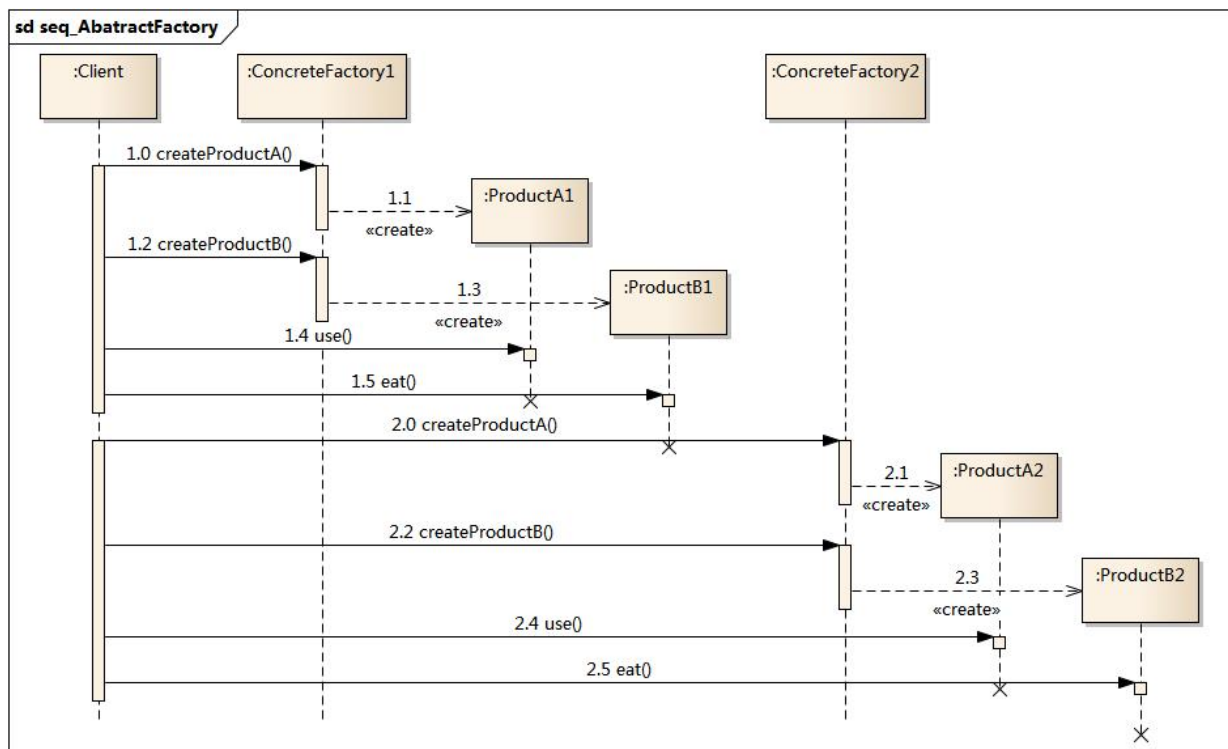 sd seq_AbatractFactory
:Client
:ConcreteFactory1
:ConcreteFactory2
1.0 createProductA()
1.1
:ProductA1
«create»
1.2 createProductB()
1.3
:ProductB1
«create»
1.4 use()
1.5 eat()
2.0 createProductA()
2.1
:ProductA2
«create»
2.2 createProductB()
2.3
:ProductB2
«create»
2.4 use()
2.5 eat()